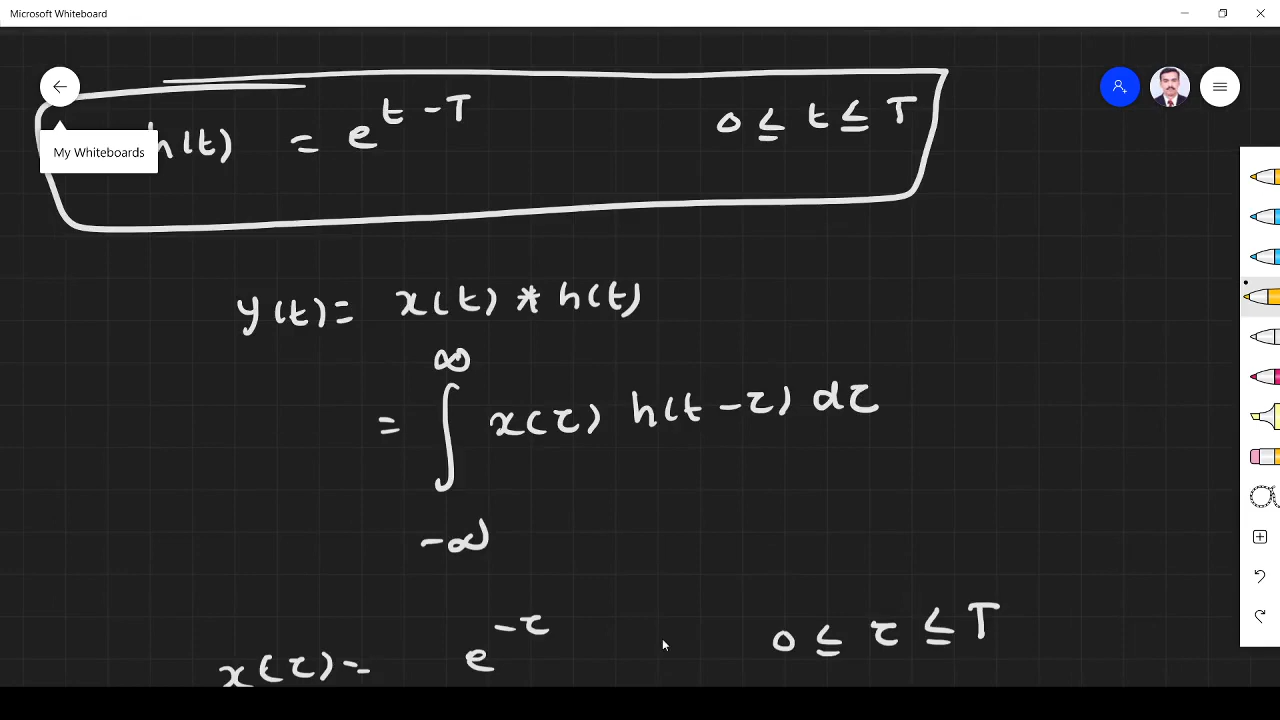 Microsoft Whiteboard
h(t) = e^{t-T} 0 ≤ t ≤ T
My Whiteboards
y(t) = x(t) * h(t)
= ∫_{-∞}^{∞} x(τ) h(t-τ) dτ
x(τ) = e^{-τ} 0 ≤ τ ≤ T